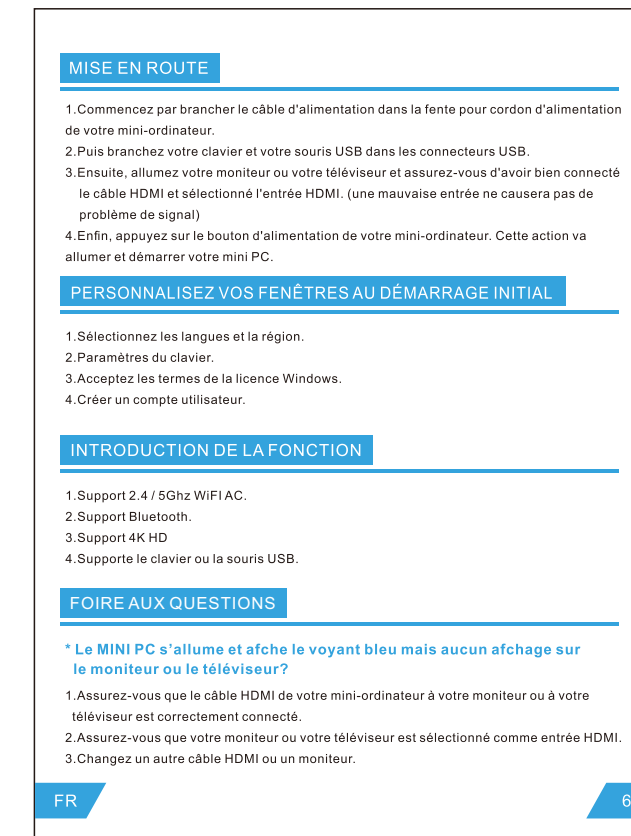 MISE EN ROUTE
1.Commencez par brancher le câble d'alimentation dans la fente pour cordon d'alimentation
de votre mini-ordinateur.
2.Puis branchez votre clavier et votre souris USB dans les connecteurs USB.
3.Ensuite, allumez votre moniteur ou votre téléviseur et assurez-vous d'avoir bien connecté
le câble HDMI et sélectionné l'entrée HDMI. (une mauvaise entrée ne causera pas de
problème de signal)
4.Enfin, appuyez sur le bouton d'alimentation de votre mini-ordinateur. Cette action va
allumer et démarrer votre mini PC.
PERSONNALISEZ VOS FENÊTRES AU DÉMARRAGE INITIAL
1.Sélectionnez les langues et la région.
2.Paramètres du clavier.
3.Acceptez les termes de la licence Windows.
4.Créer un compte utilisateur.
INTRODUCTION DE LA FONCTION
1.Support 2.4 / 5Ghz WiFI AC.
2.Support Bluetooth.
3.Support 4K HD
4.Supporte le clavier ou la souris USB.
FOIRE AUX QUESTIONS
* Le MINI PC s’allume et afche le voyant bleu mais aucun afchage sur
le moniteur ou le téléviseur?
1.Assurez-vous que le câble HDMI de votre mini-ordinateur à votre moniteur ou à votre
téléviseur est correctement connecté.
2.Assurez-vous que votre moniteur ou votre téléviseur est sélectionné comme entrée HDMI.
3.Changez un autre câble HDMI ou un moniteur.
FR
6